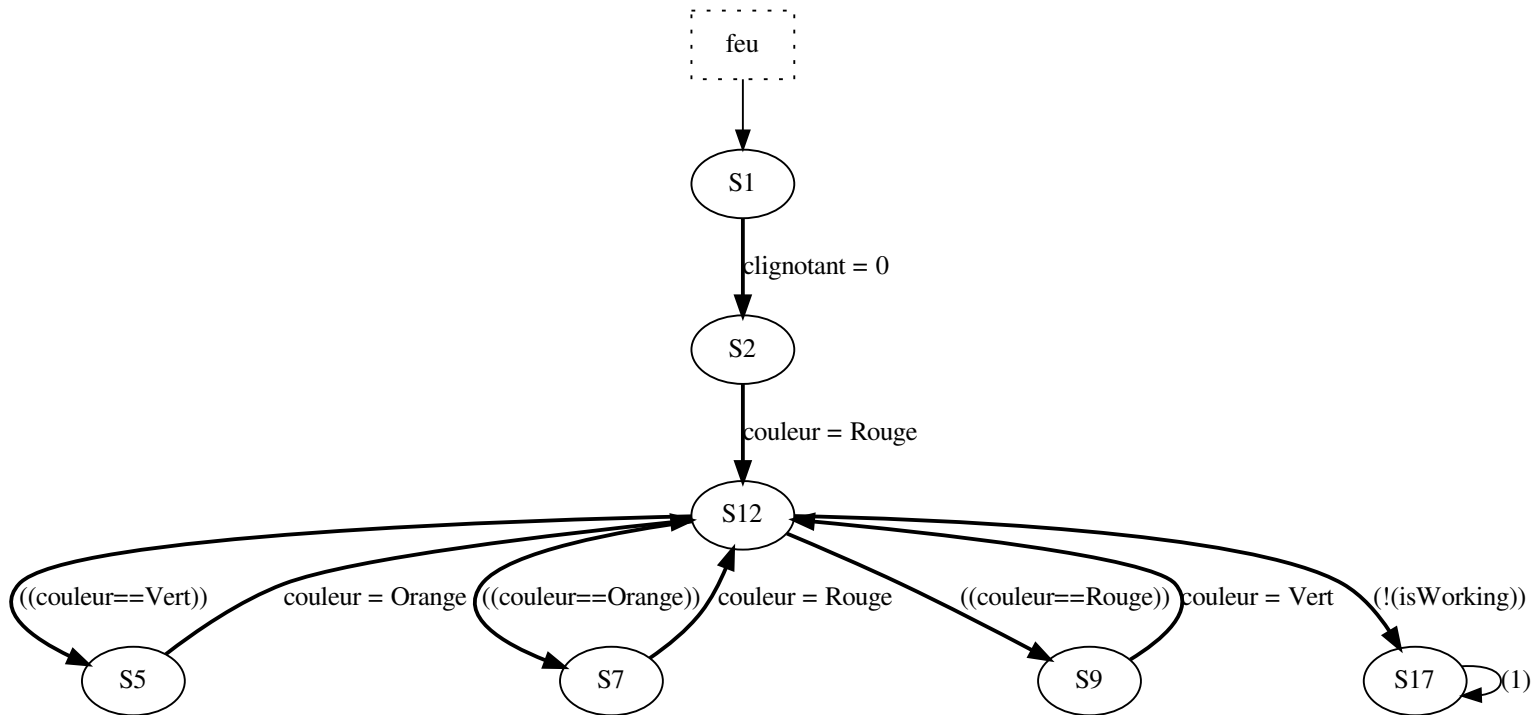 feu
S1
clignotant = 0
S2
couleur = Rouge
S12
((couleur==Vert))
couleur = Orange
((couleur==Orange))
couleur = Rouge
((couleur==Rouge))
couleur = Vert
(!(isWorking))
S5
S7
S9
S17
(1)